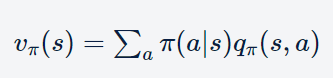 v_π(s) = ∑_a π(a|s)q_π(s, a)